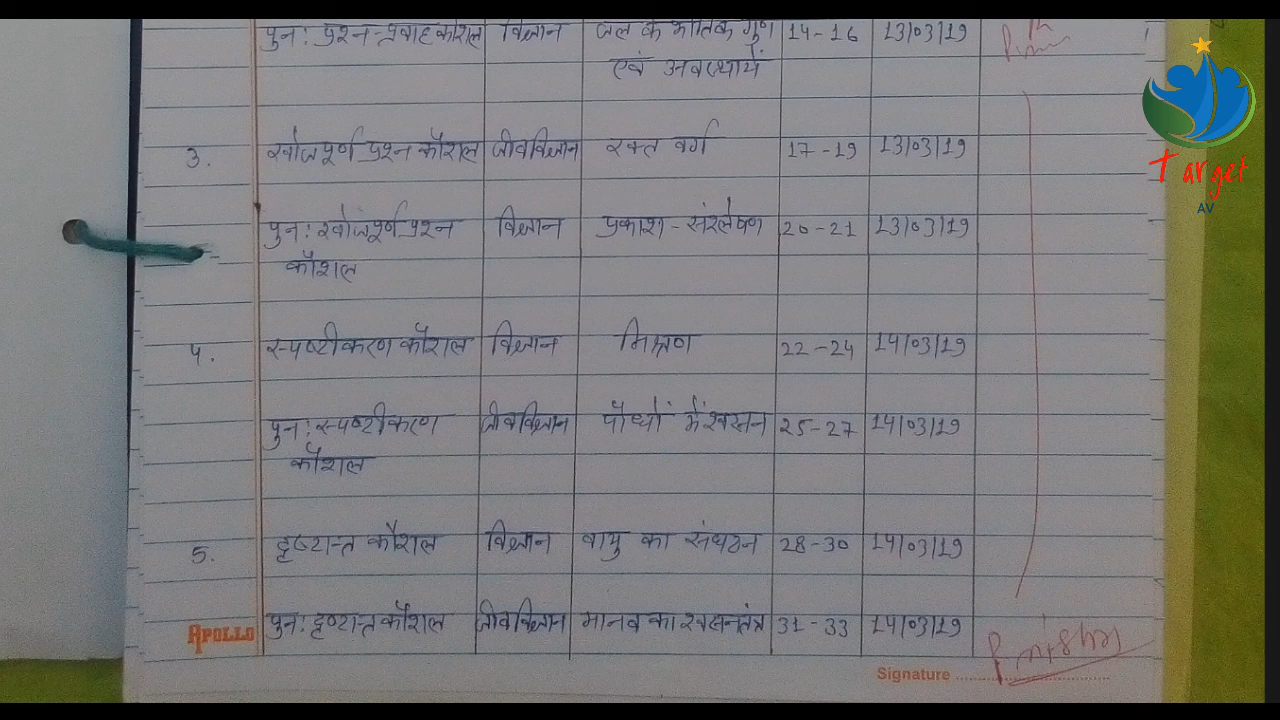 पुन: प्रश्न-प्रवाह कौशल विज्ञान जल के भौतिक गुण 14-16 13/03/19
एवं अवस्थायें
3. खोजपूर्ण प्रश्न कौशल जीवविज्ञान रक्त वर्ग 17-19 13/03/19
पुन: खोजपूर्ण प्रश्न विज्ञान प्रकाश-संश्लेषण 20-21 13/03/19
कौशल
4. स्पष्टीकरण कौशल विज्ञान मिश्रण 22-24 14/03/19
पुन: स्पष्टीकरण जीवविज्ञान पौधों में श्वसन 25-27 14/03/19
कौशल
5. दृष्टान्त कौशल विज्ञान वायु का संघटन 28-30 14/03/19
पुन: दृष्टान्त कौशल जीवविज्ञान मानव का श्वसनतंत्र 31-33 14/03/19
APOLLO
Signature
Target
AV